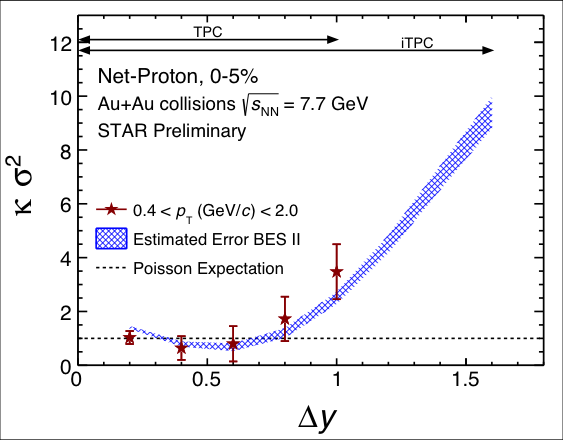 TPC
iTPC
Net-Proton, 0-5%
Au+Au collisions √sNN = 7.7 GeV
STAR Preliminary
0.4 < pT (GeV/c) < 2.0
Estimated Error BES II
Poisson Expectation
κ σ2
12
10
8
6
4
2
0
0 0.5 1 1.5
Δy